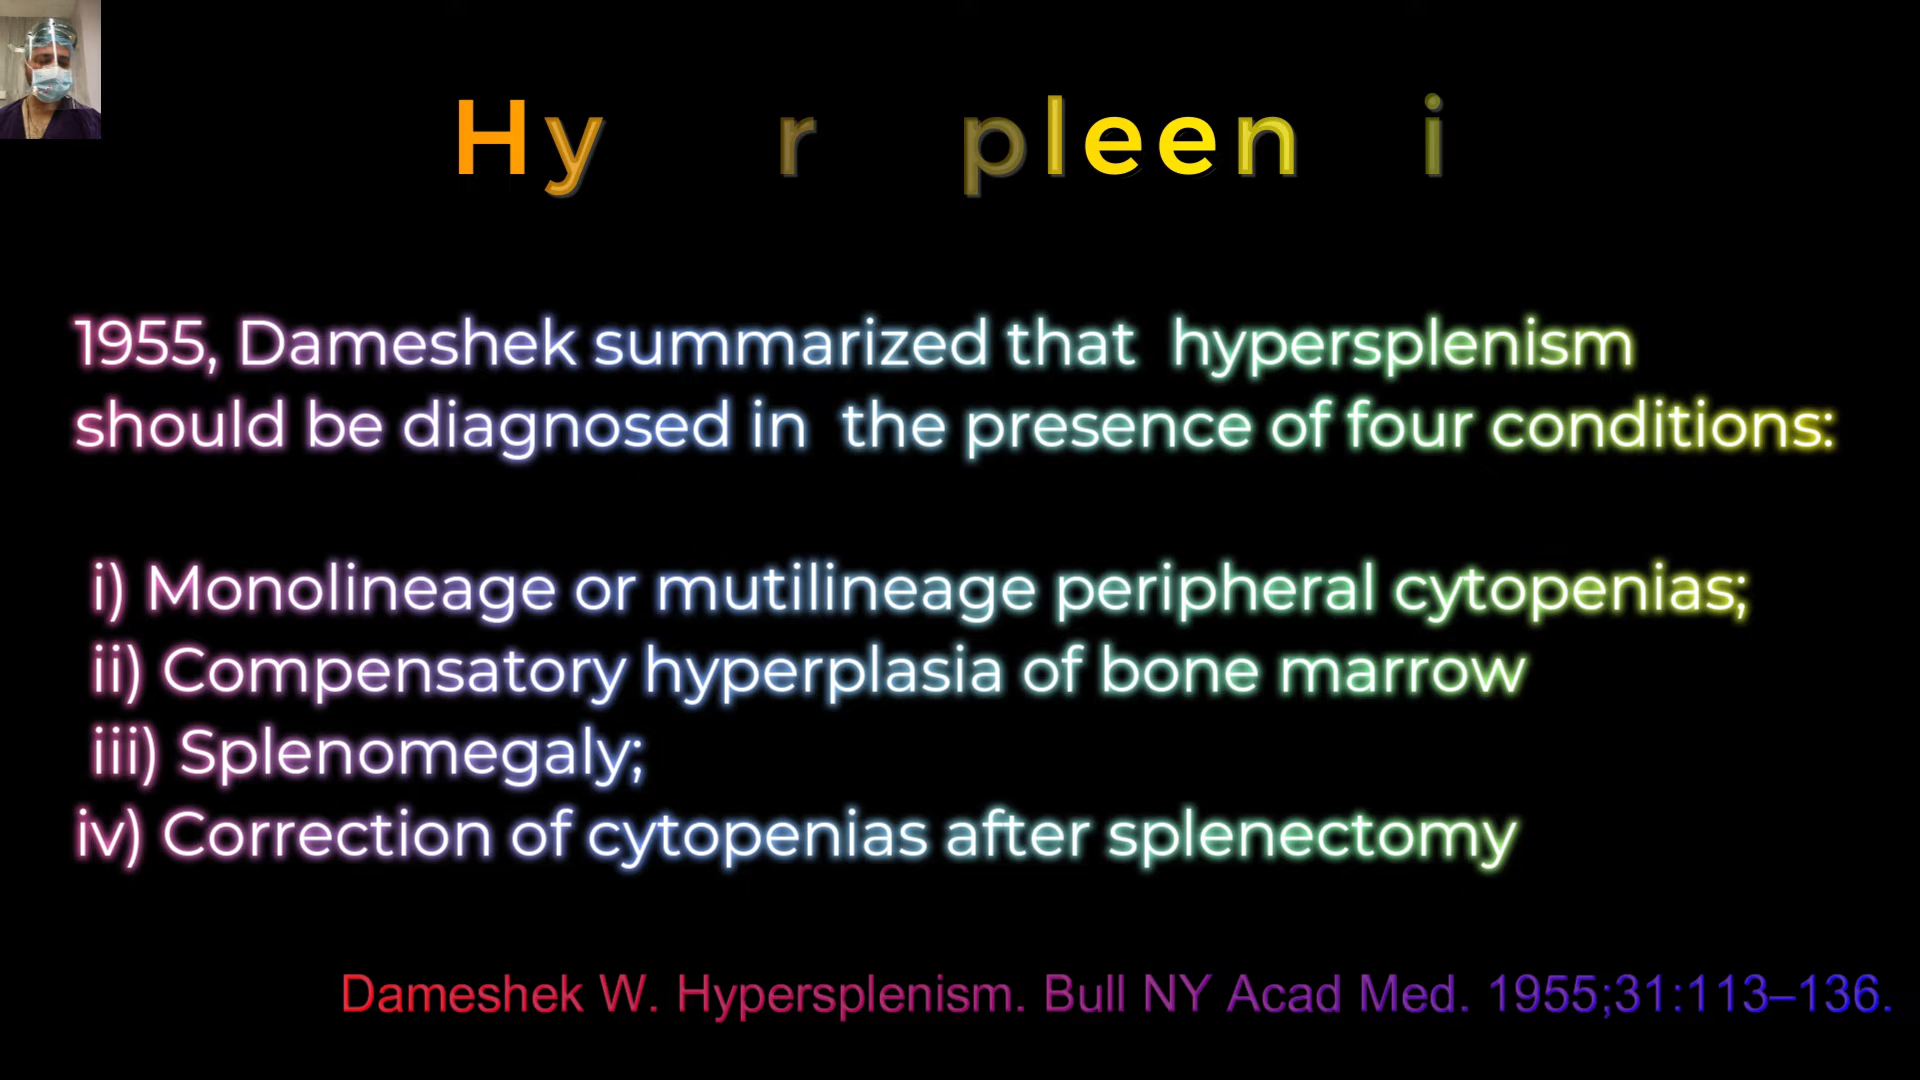 Hy r pleen i
1955, Dameshek summarized that hypersplenism
should be diagnosed in the presence of four conditions:
i) Monolineage or mutilineage peripheral cytopenias;
ii) Compensatory hyperplasia of bone marrow
iii) Splenomegaly;
iv) Correction of cytopenias after splenectomy
Dameshek W. Hypersplenism. Bull NY Acad Med. 1955;31:113–136.